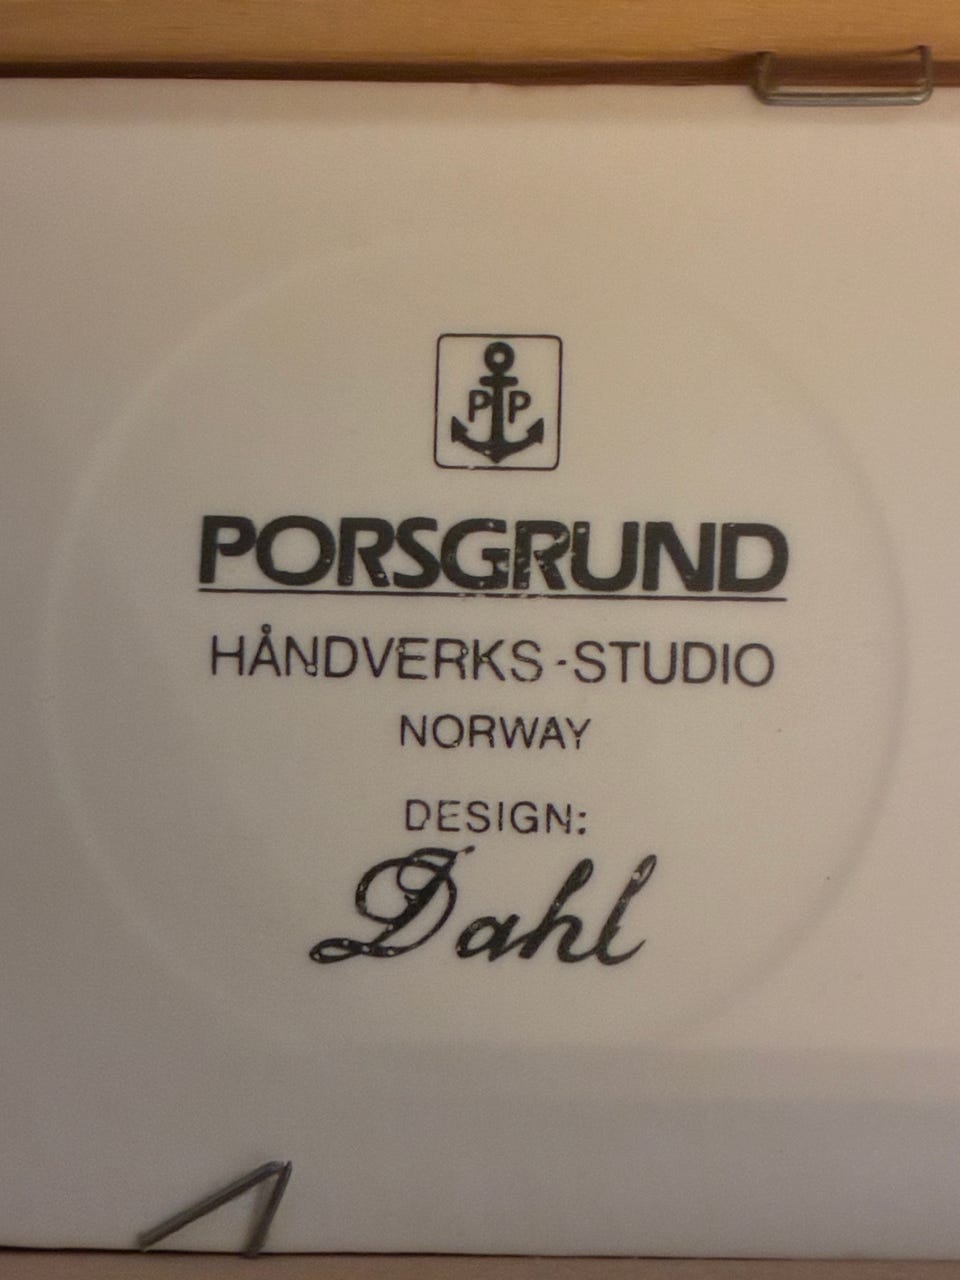 P P
PORSGRUND
HÅNDVERKS-STUDIO
NORWAY
DESIGN:
Dahl